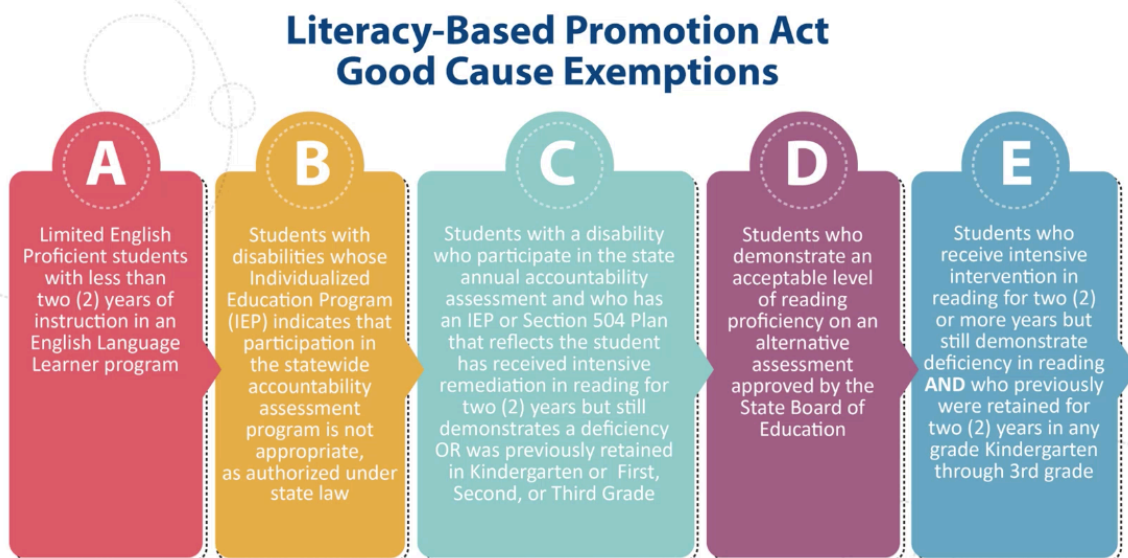 Literacy-Based Promotion Act
Good Cause Exemptions
A
Limited English
Proficient students
with less than
two (2) years of
instruction in an
English Language
Learner program
B
Students with
disabilities whose
Individualized
Education Program
(IEP) indicates that
participation in
the statewide
accountability
assessment
program is not
appropriate,
as authorized under
state law
C
Students with a disability
who participate in the state
annual accountability
assessment and who has
an IEP or Section 504 Plan
that reflects the student
has received intensive
remediation in reading for
two (2) years but still
demonstrates a deficiency
OR was previously retained
in Kindergarten or First,
Second, or Third Grade
D
Students who
demonstrate an
acceptable level
of reading
proficiency on an
alternative
assessment
approved by the
State Board of
Education
E
Students who
receive intensive
intervention in
reading for two (2)
or more years but
still demonstrate
deficiency in reading
AND who previously
were retained for
two (2) years in any
grade Kindergarten
through 3rd grade